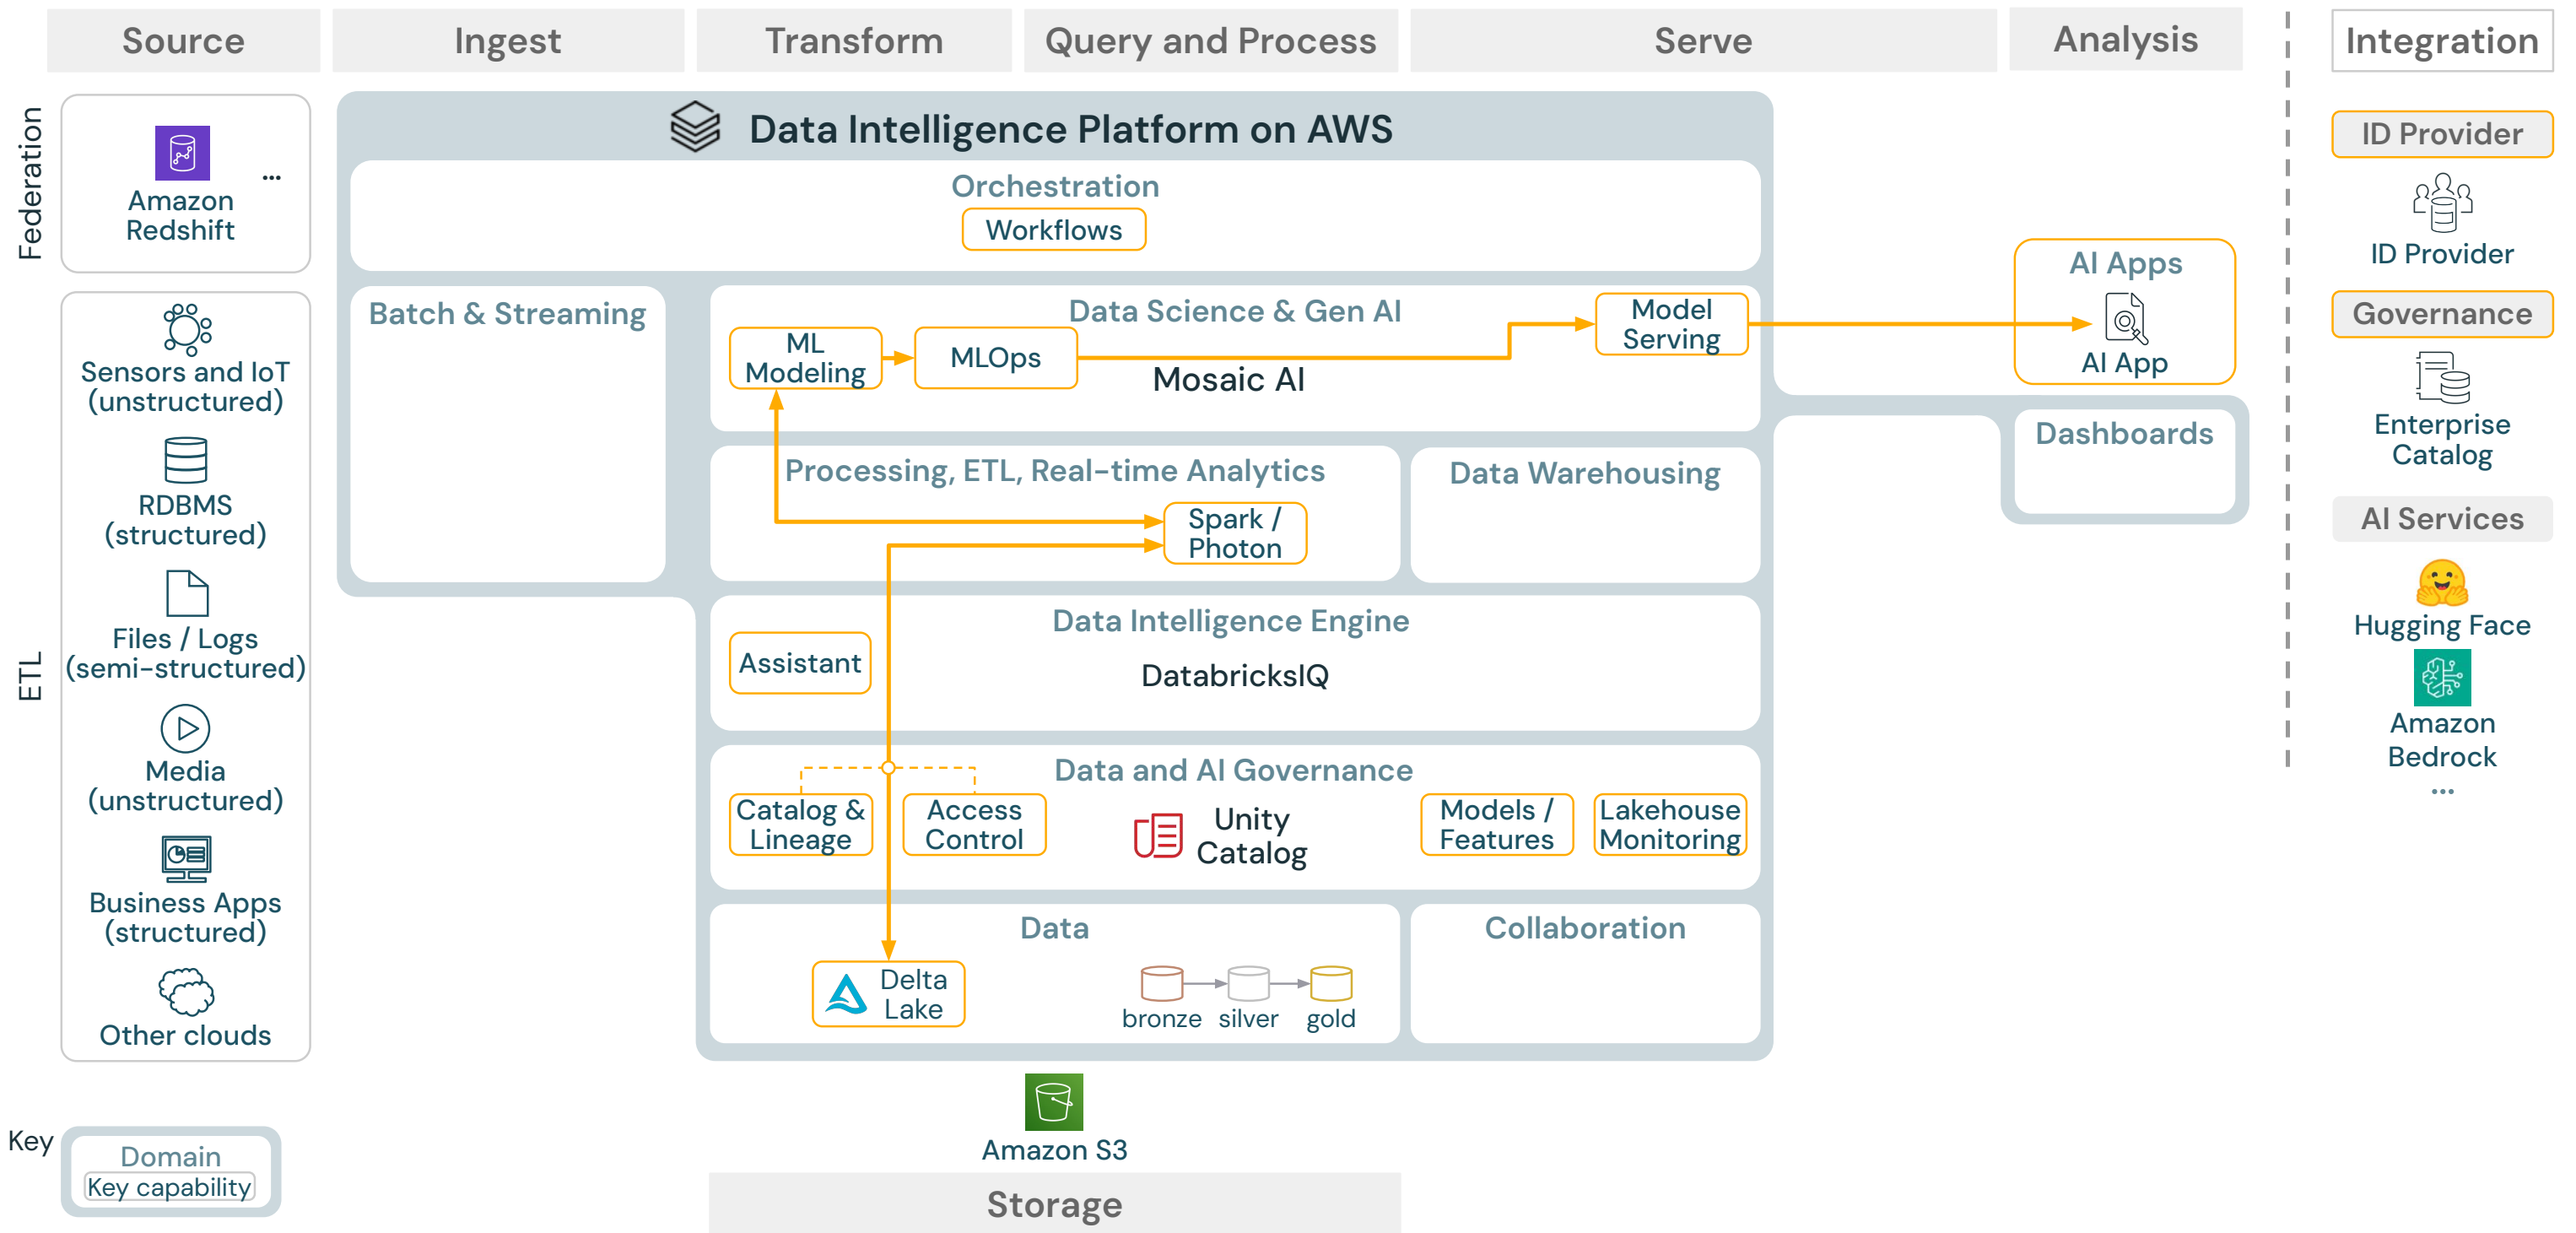 Source
Ingest
Transform
Query and Process
Serve
Analysis
Integration
Federation
Amazon
Redshift
...
ETL
Sensors and IoT
(unstructured)
RDBMS
(structured)
Files / Logs
(semi-structured)
Media
(unstructured)
Business Apps
(structured)
Other clouds
Data Intelligence Platform on AWS
Orchestration
Workflows
Batch & Streaming
Data Science & Gen AI
ML
Modeling
MLOps
Mosaic AI
Model
Serving
Processing, ETL, Real-time Analytics
Spark /
Photon
Data Warehousing
Data Intelligence Engine
Assistant
DatabricksIQ
Data and AI Governance
Catalog &
Lineage
Access
Control
Unity
Catalog
Models /
Features
Lakehouse
Monitoring
Data
Delta
Lake
bronze
silver
gold
Collaboration
Amazon S3
Storage
AI Apps
AI App
Dashboards
ID Provider
ID Provider
Governance
Enterprise
Catalog
AI Services
Hugging Face
Amazon
Bedrock
...
Key
Domain
Key capability